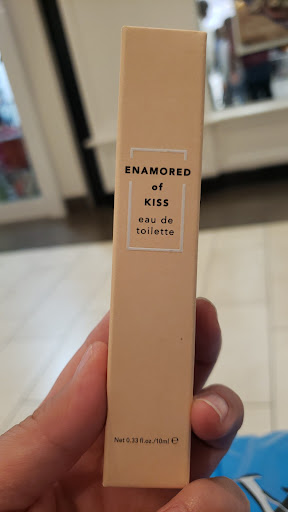 ENAMORED
of
KISS
eau de
toilette
Net 0.33 fl.oz./10ml ℮